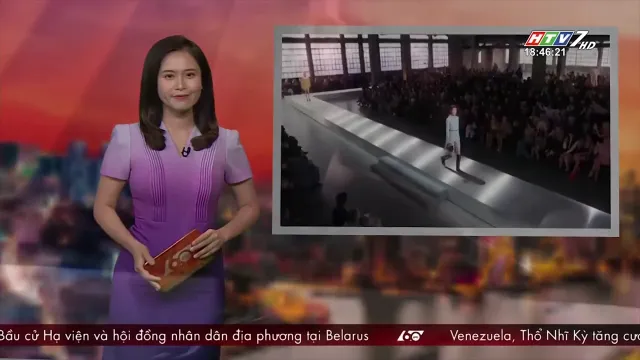 HTV7 HD
18:46:21
Bầu cử Hạ viện và hội đồng nhân dân địa phương tại Belarus 60 Venezuela, Thổ Nhĩ Kỳ tăng cư